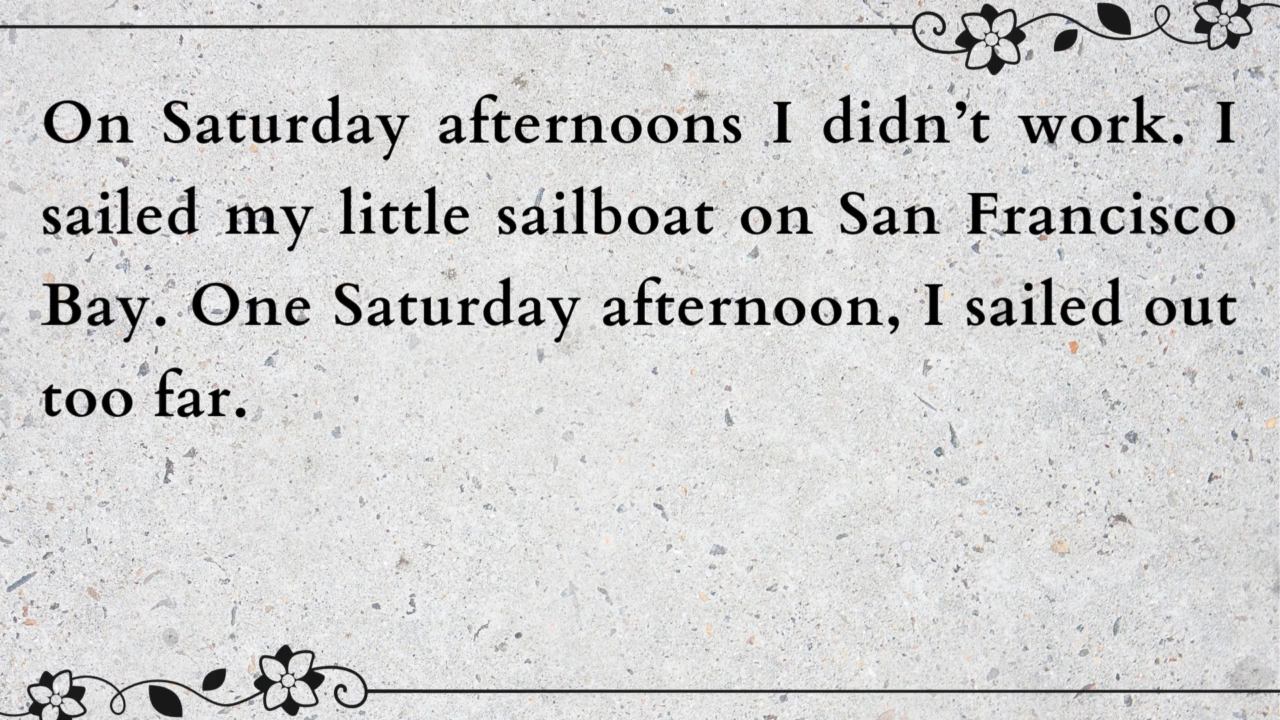 On Saturday afternoons I didn’t work. I
sailed my little sailboat on San Francisco
Bay. One Saturday afternoon, I sailed out
too far.